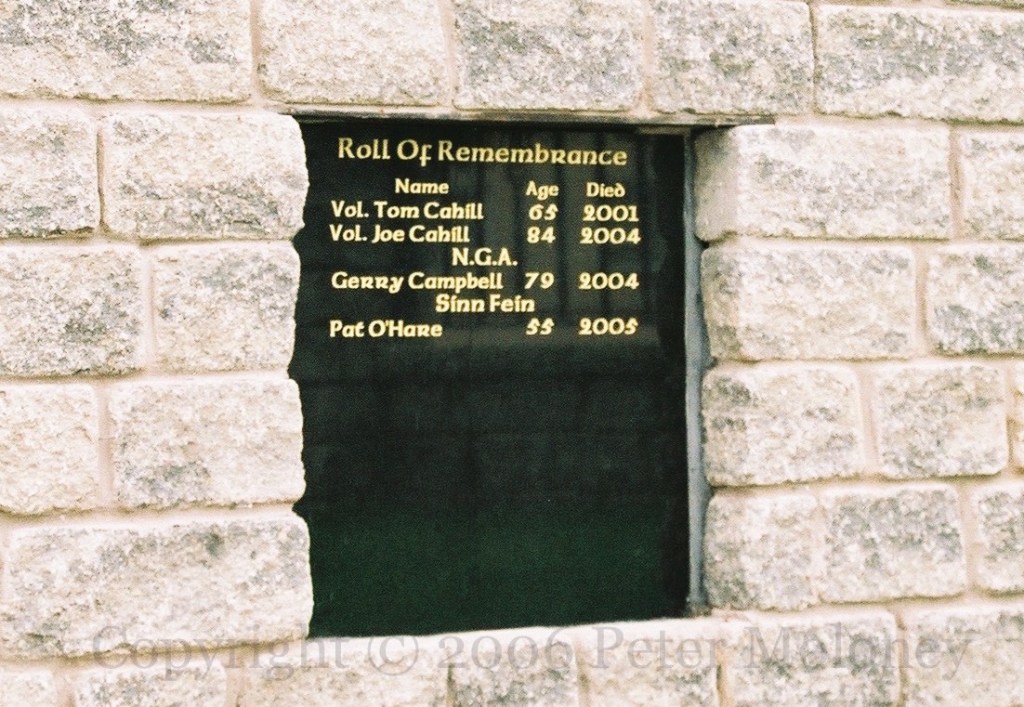 Roll Of Remembrance
Name Age Died
Vol. Tom Cahill 65 2001
Vol. Joe Cahill 84 2004
N.G.A.
Gerry Campbell 79 2004
Sinn Fein
Pat O'Hare 55 2005
Copyright © 2006 Peter Moloney